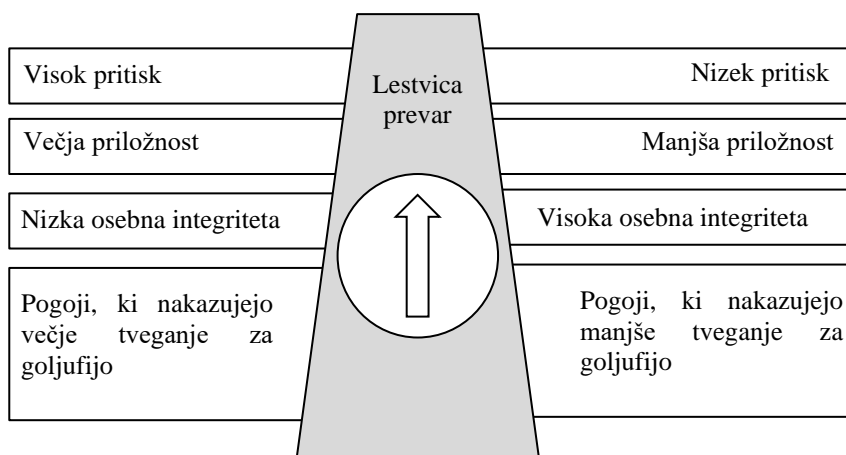 Visok pritisk
Lestvica
prevar
Nizek pritisk
Večja priložnost
Manjša priložnost
Nizka osebna integriteta
Visoka osebna integriteta
Pogoji, ki nakazujejo
večje tveganje za
goljufijo
Pogoji, ki nakazujejo
manjše tveganje za
goljufijo